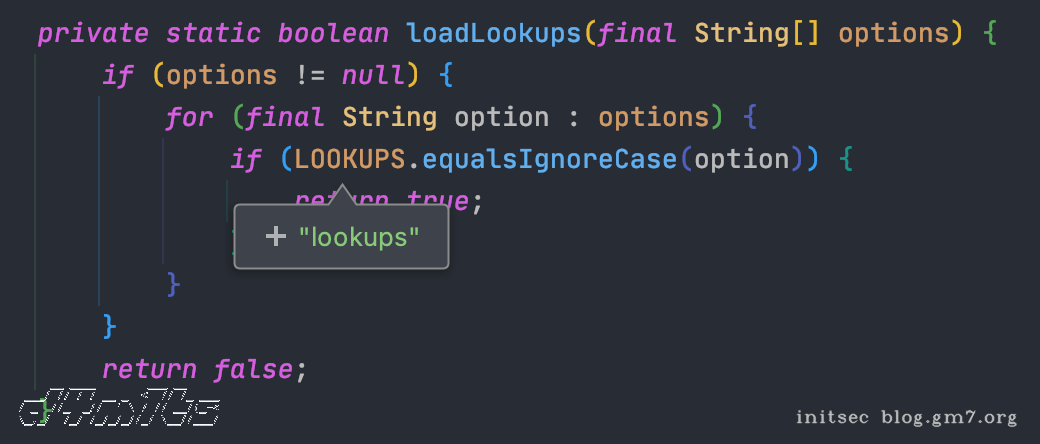 private static boolean loadLookups(final String[] options) {
if (options != null) {
for (final String option : options) {
if (LOOKUPS.equalsIgnoreCase(option)) {
return true;
+ "lookups"
}
}
return false;
}
d4m1ts
initsec blog.gm7.org